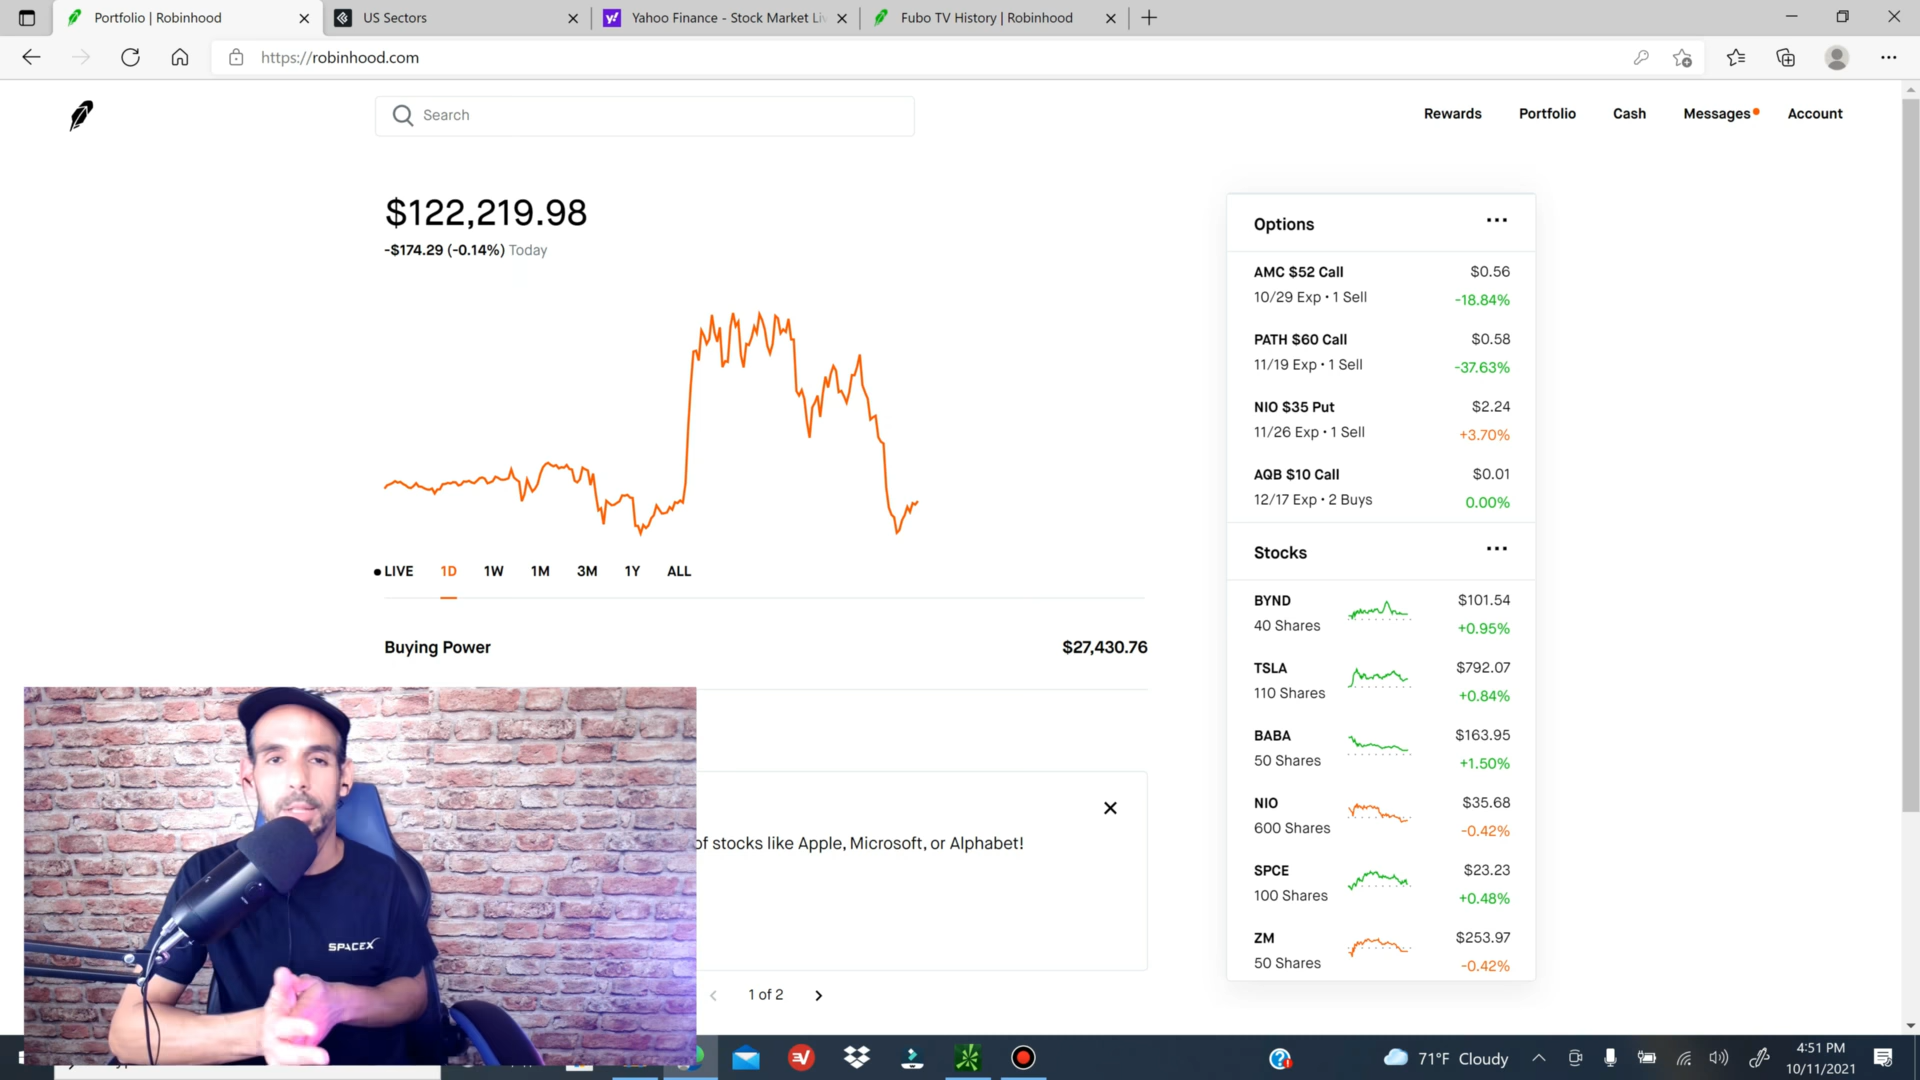 Portfolio | Robinhood
US Sectors
Yahoo Finance - Stock Market Li
Fubo TV History | Robinhood
https://robinhood.com
Search
Rewards
Portfolio
Cash
Messages
Account
$122,219.98
-$174.29 (-0.14%) Today
LIVE
1D
1W
1M
3M
1Y
ALL
Buying Power
$27,430.76
of stocks like Apple, Microsoft, or Alphabet!
1 of 2
Options
AMC $52 Call
$0.56
10/29 Exp • 1 Sell
-18.84%
PATH $60 Call
$0.58
11/19 Exp • 1 Sell
-37.63%
NIO $35 Put
$2.24
11/26 Exp • 1 Sell
+3.70%
AQB $10 Call
$0.01
12/17 Exp • 2 Buys
0.00%
Stocks
BYND
$101.54
40 Shares
+0.95%
TSLA
$792.07
110 Shares
+0.84%
BABA
$163.95
50 Shares
+1.50%
NIO
$35.68
600 Shares
-0.42%
SPCE
$23.23
100 Shares
+0.48%
ZM
$253.97
50 Shares
-0.42%
SPACEX
71°F Cloudy
4:51 PM
10/11/2021